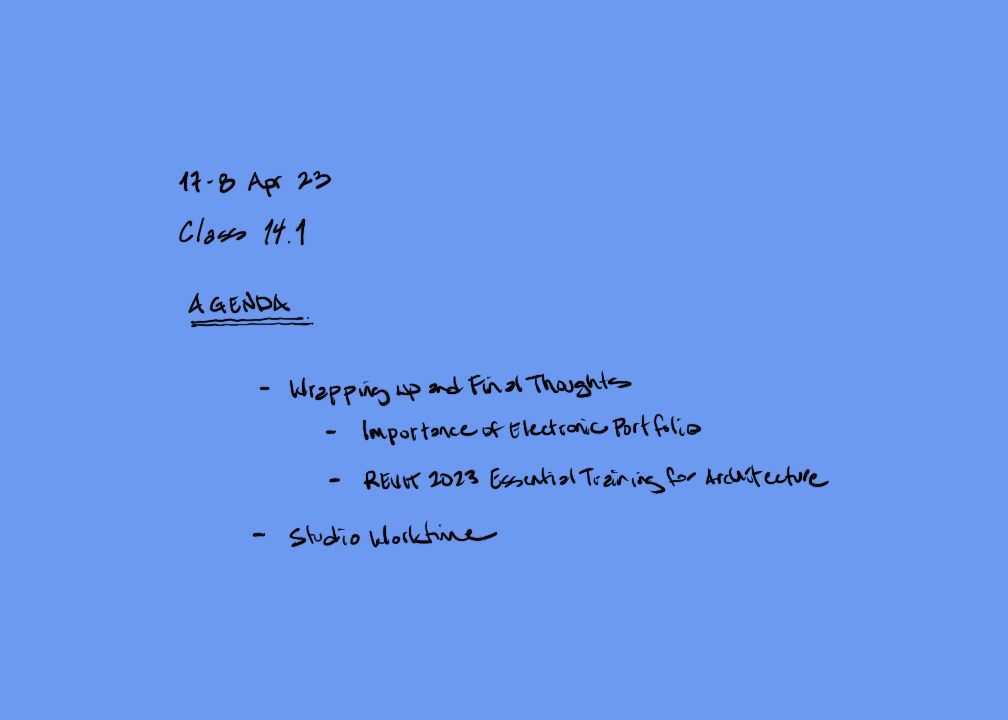 17-8 Apr 23
Class 14.1
AGENDA
- Wrapping up and Final Thoughts
- Importance of Electronic Portfolio
- REVIT 2023 Essential Training for Architecture
- Studio Worktime